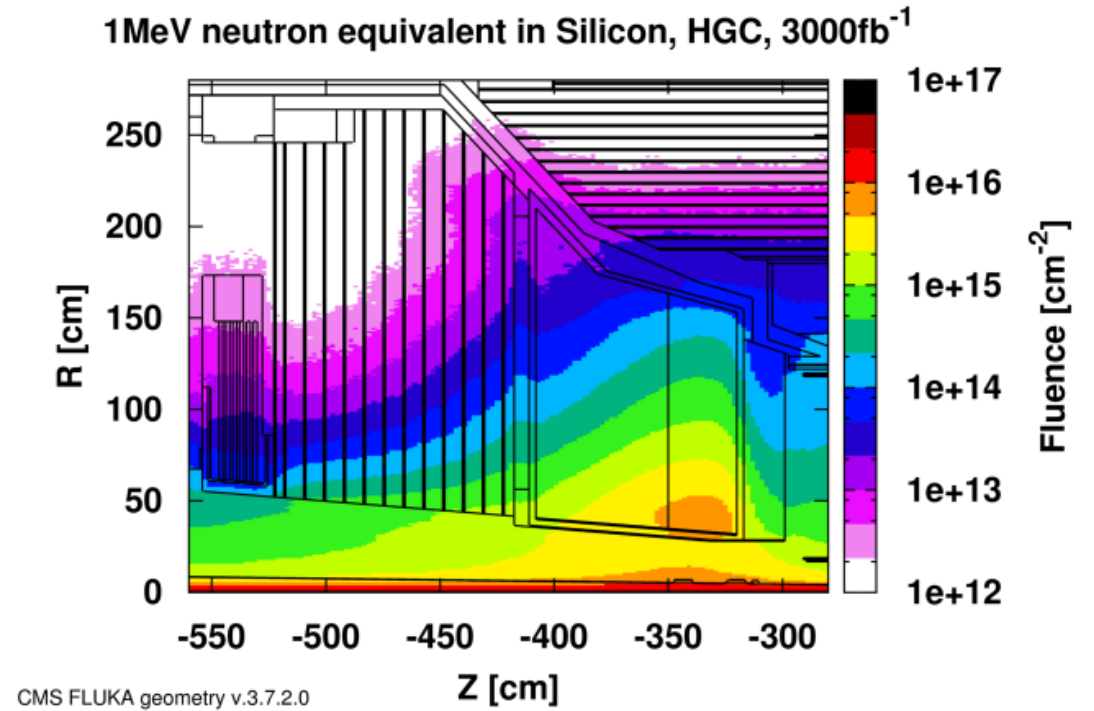 1MeV neutron equivalent in Silicon, HGC, 3000fb⁻¹
R [cm]
250
200
150
100
50
0
-550 -500 -450 -400 -350 -300
Z [cm]
1e+17
1e+16
1e+15
1e+14
1e+13
1e+12
Fluence [cm⁻²]
CMS FLUKA geometry v.3.7.2.0